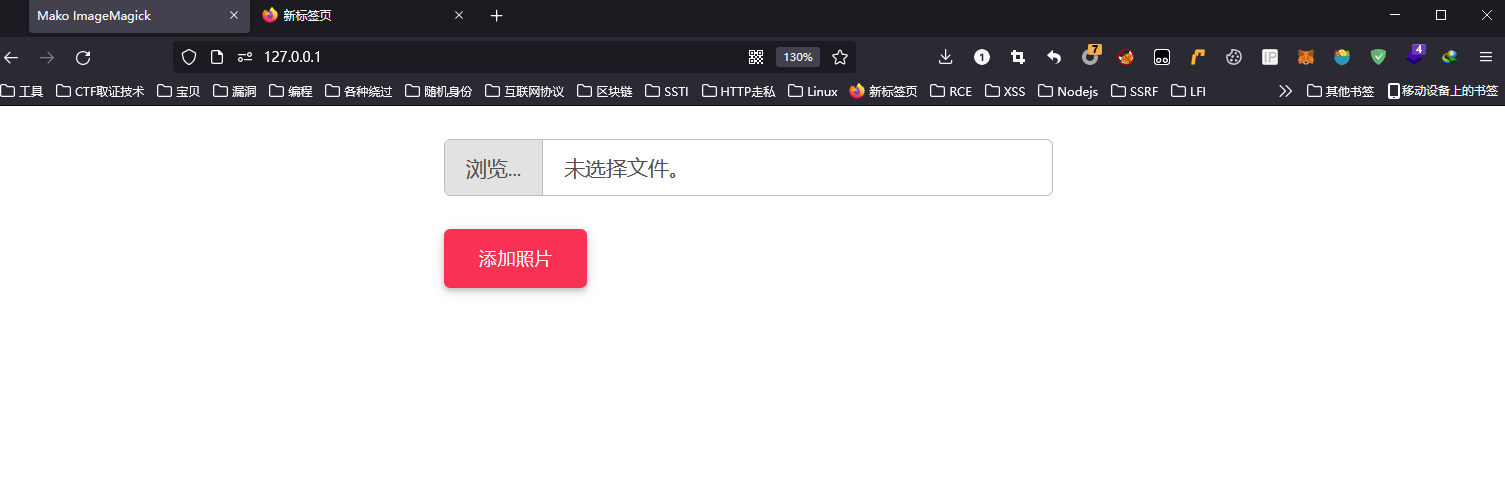 Mako ImageMagick 新标签页
127.0.0.1 130% 1 7 IP 4
工具 CTF取证技术 宝贝 漏洞 编程 各种绕过 随机身份 互联网协议 区块链 SSTI HTTP走私 Linux 新标签页 RCE XSS Nodejs SSRF LFI 其他书签 移动设备上的书签
浏览... 未选择文件。
添加照片